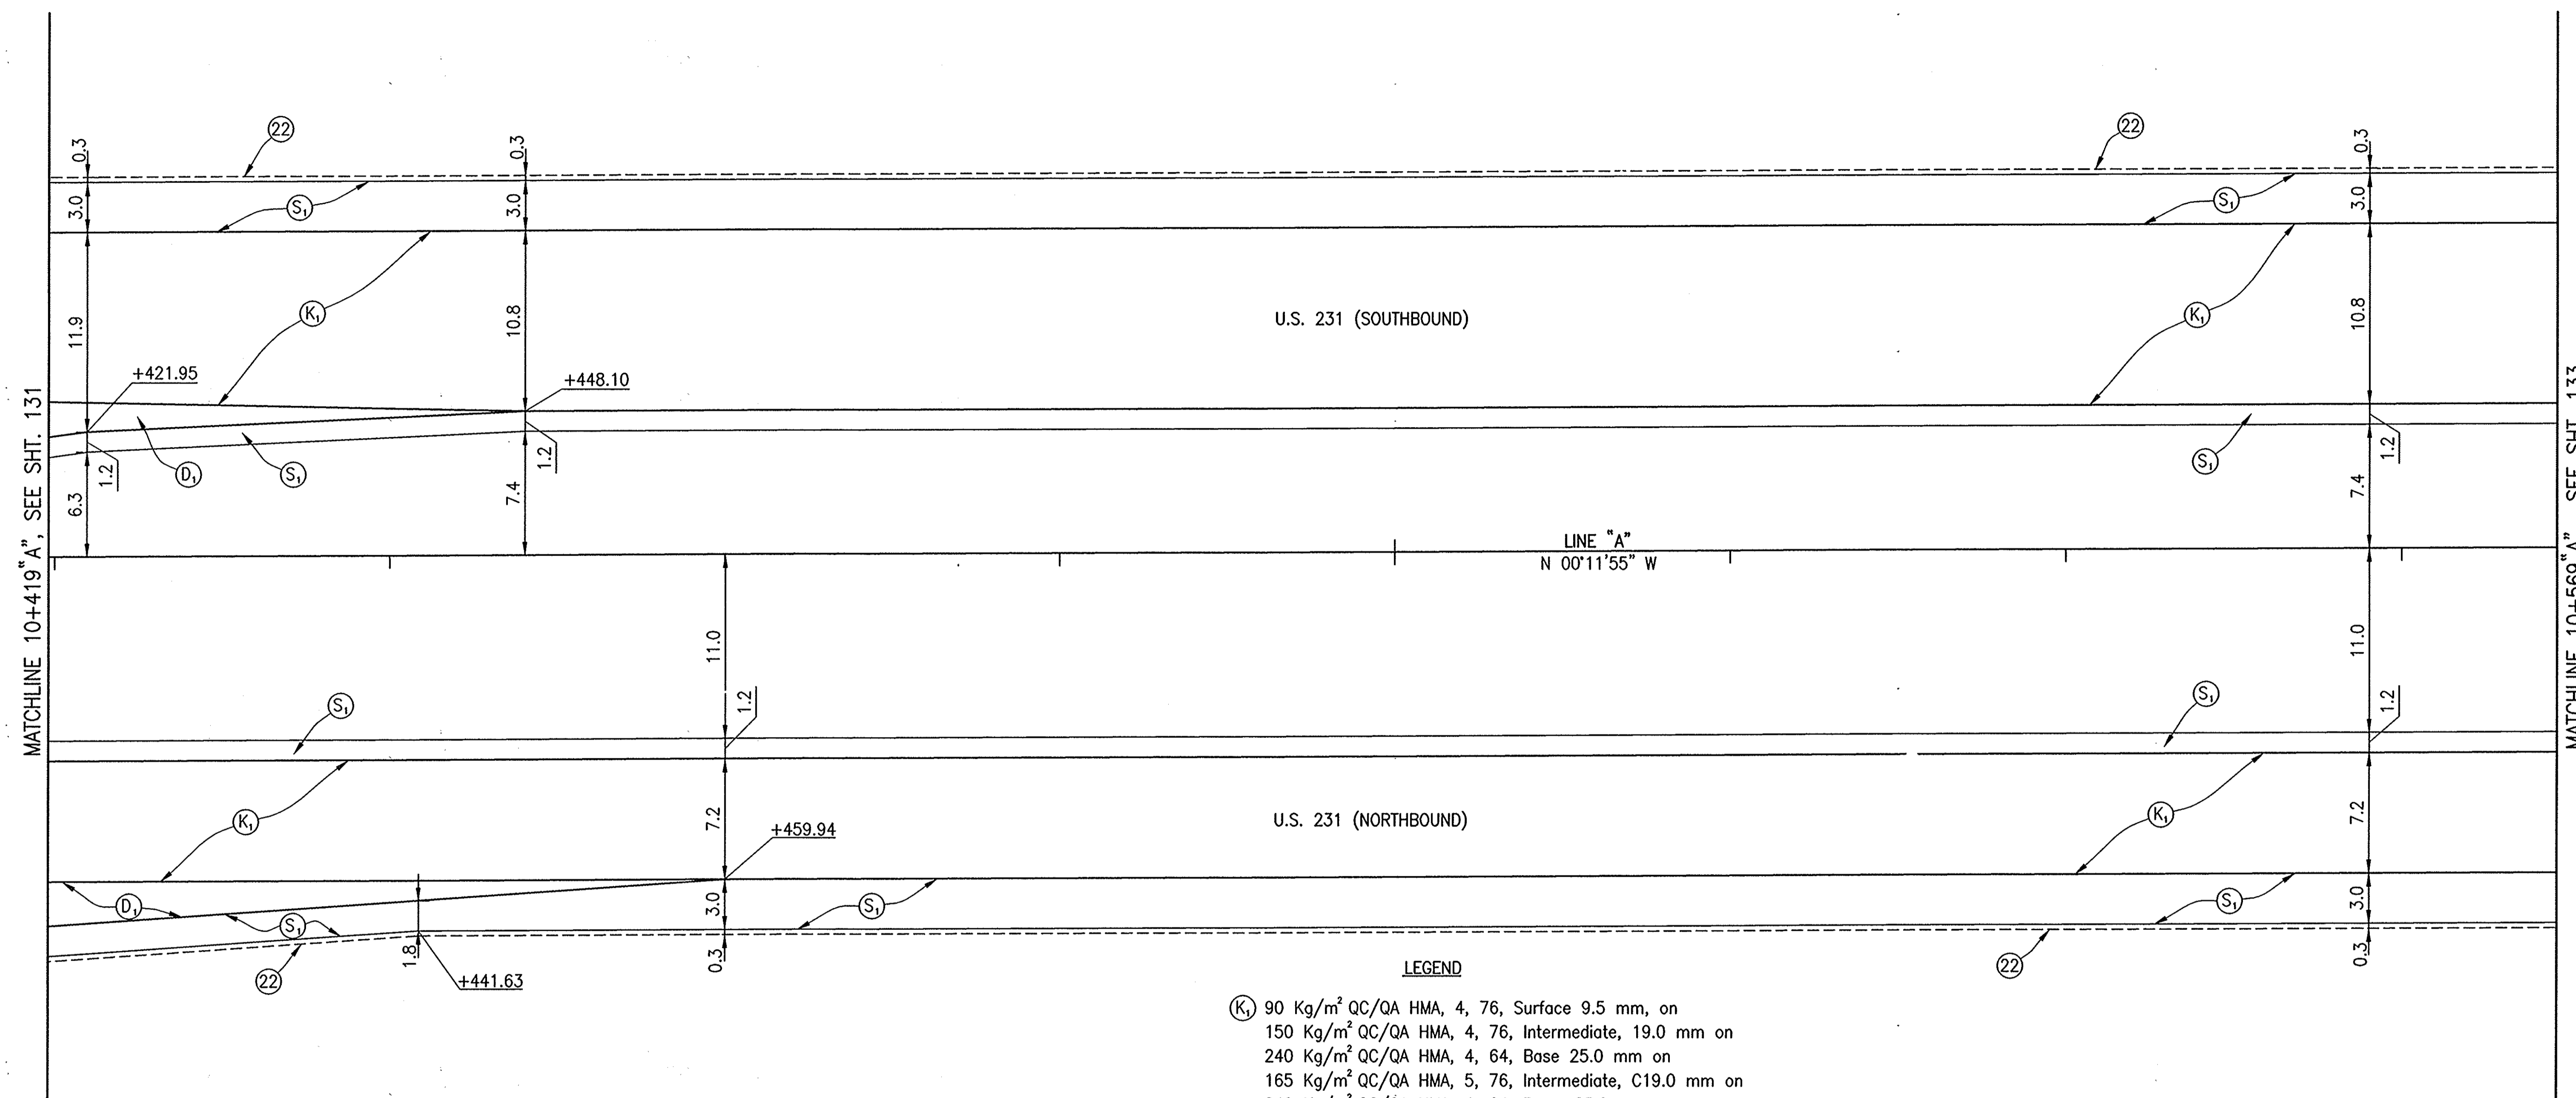 MATCHLINE 10+419 "A", SEE SHT. 131
22
22
0.3
0.3
0.3
S₁
S₁
3.0
3.0
3.0
K₁
K₁
11.9
10.8
10.8
U.S. 231 (SOUTHBOUND)
+421.95
+448.10
1.2
D₁
S₁
1.2
S₁
1.2
6.3
7.4
7.4
LINE "A"
N 00°11'55" W
11.0
11.0
S₁
1.2
S₁
1.2
K₁
7.2
U.S. 231 (NORTHBOUND)
K₁
7.2
+459.94
D₁
S₁
3.0
S₁
S₁
3.0
22
1.8
+441.63
0.3
22
0.3
MATCHLINE 10+569 "A" SEE SHT. 133
LEGEND
K₁ 90 Kg/m² QC/QA HMA, 4, 76, Surface 9.5 mm, on
150 Kg/m² QC/QA HMA, 4, 76, Intermediate, 19.0 mm on
240 Kg/m² QC/QA HMA, 4, 64, Base 25.0 mm on
165 Kg/m² QC/QA HMA, 5, 76, Intermediate, C19.0 mm on